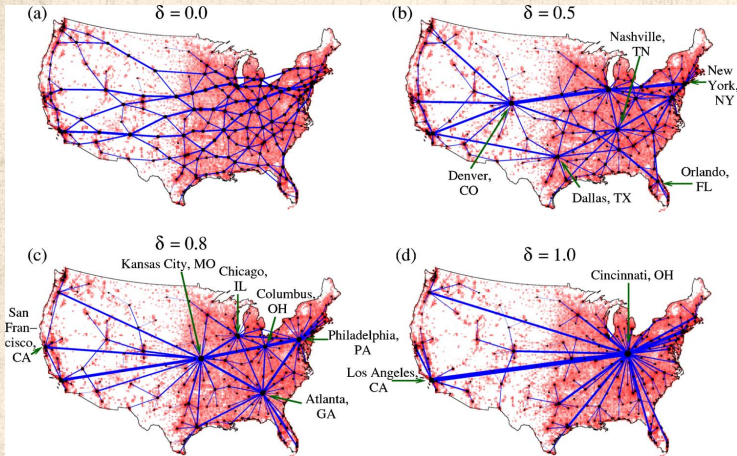 (a)
δ = 0.0
(b)
δ = 0.5
Nashville,
TN
New
York,
NY
Denver,
CO
Dallas, TX
Orlando,
FL
(c)
δ = 0.8
Kansas City, MO
Chicago,
IL
Columbus,
OH
San
Fran–
cisco,
CA
Philadelphia,
PA
Atlanta,
GA
(d)
δ = 1.0
Cincinnati, OH
Los Angeles,
CA